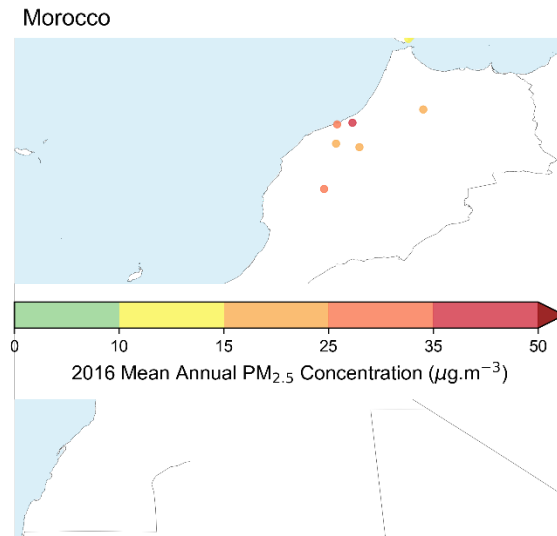 Morocco
0 10 15 25 35 50
2016 Mean Annual PM₂.₅ Concentration (μg.m⁻³)